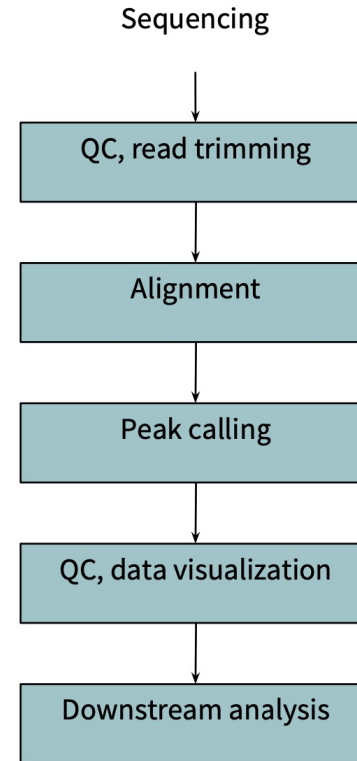 Sequencing
QC, read trimming
Alignment
Peak calling
QC, data visualization
Downstream analysis